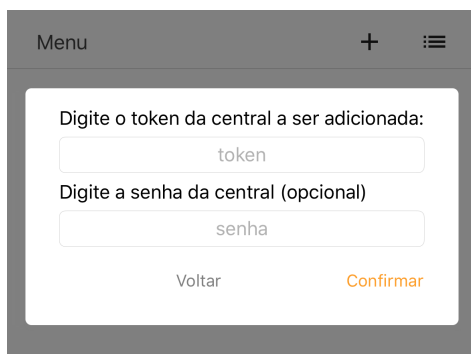 Menu
Digite o token da central a ser adicionada:
token
Digite a senha da central (opcional)
senha
Voltar Confirmar